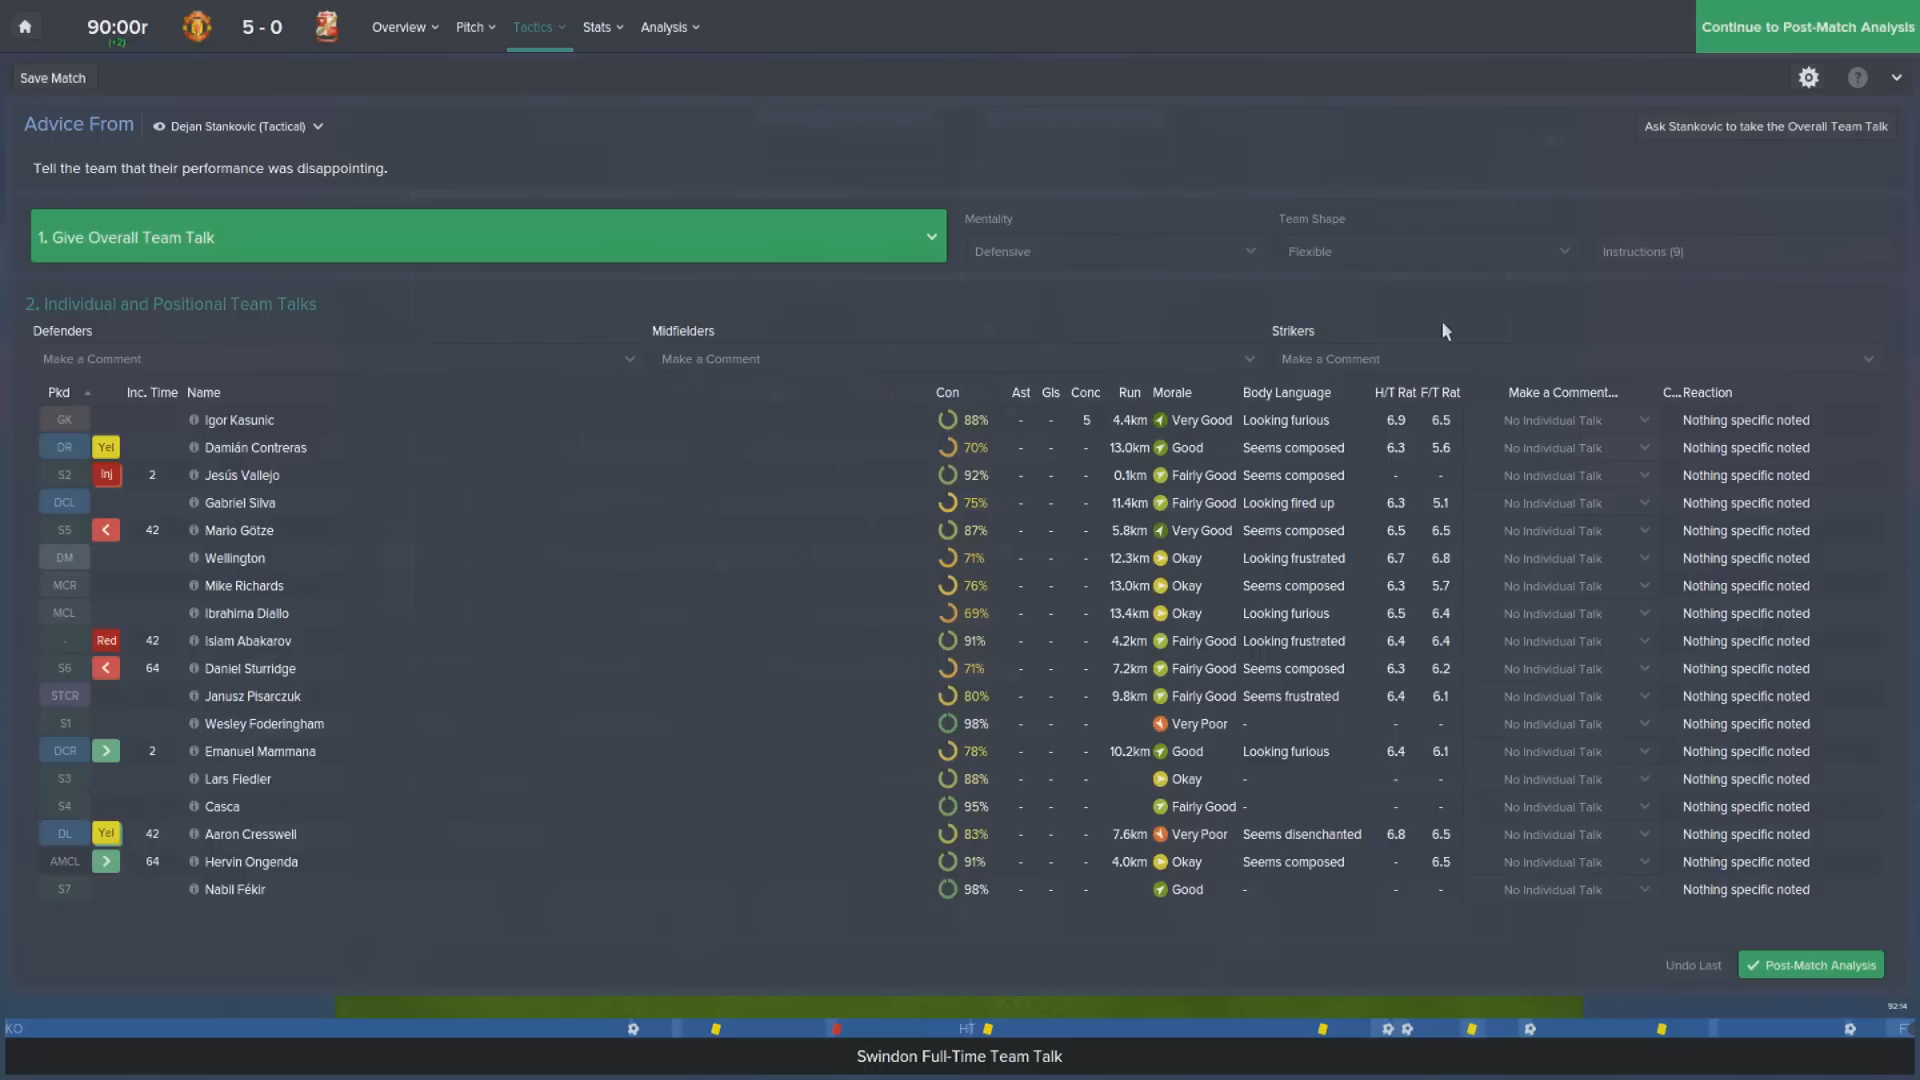 90:00r
(+2)
5 - 0
Overview Pitch Tactics Stats Analysis
Continue to Post-Match Analysis
Save Match
?
Advice From Dejan Stankovic (Tactical)
Ask Stankovic to take the Overall Team Talk
Tell the team that their performance was disappointing.
1. Give Overall Team Talk
Mentality Team Shape
Defensive Flexible Instructions (9)
2. Individual and Positional Team Talks
Defenders Midfielders Strikers
Make a Comment Make a Comment Make a Comment
Pkd Inc. Time Name Con Ast Gls Conc Run Morale Body Language H/T Rat F/T Rat Make a Comment... C... Reaction
GK Igor Kasunic 88% - - 5 4.4km Very Good Looking furious 6.9 6.5 No Individual Talk Nothing specific noted
DR Yel Damián Contreras 70% - - - 13.0km Good Seems composed 6.3 5.6 No Individual Talk Nothing specific noted
S2 Inj 2 Jesús Vallejo 92% - - - 0.1km Fairly Good Seems composed - - No Individual Talk Nothing specific noted
DCL Gabriel Silva 75% - - - 11.4km Fairly Good Looking fired up 6.3 5.1 No Individual Talk Nothing specific noted
S5 42 Mario Götze 87% - - - 5.8km Very Good Seems composed 6.5 6.5 No Individual Talk Nothing specific noted
DM Wellington 71% - - - 12.3km Okay Looking frustrated 6.7 6.8 No Individual Talk Nothing specific noted
MCR Mike Richards 76% - - - 13.0km Okay Seems composed 6.3 5.7 No Individual Talk Nothing specific noted
MCL Ibrahima Diallo 69% - - - 13.4km Okay Looking furious 6.5 6.4 No Individual Talk Nothing specific noted
- Red 42 Islam Abakarov 91% - - - 4.2km Fairly Good Looking frustrated 6.4 6.4 No Individual Talk Nothing specific noted
S6 64 Daniel Sturridge 71% - - - 7.2km Fairly Good Seems composed 6.3 6.2 No Individual Talk Nothing specific noted
STCR Janusz Pisarczuk 80% - - - 9.8km Fairly Good Seems frustrated 6.4 6.1 No Individual Talk Nothing specific noted
S1 Wesley Foderingham 98% - - - Very Poor - - - No Individual Talk Nothing specific noted
DCR 2 Emanuel Mammana 78% - - - 10.2km Good Looking furious 6.4 6.1 No Individual Talk Nothing specific noted
S3 Lars Fiedler 88% - - - Okay - - - No Individual Talk Nothing specific noted
S4 Casca 95% - - - Fairly Good - - - No Individual Talk Nothing specific noted
DL Yel 42 Aaron Cresswell 83% - - - 7.6km Very Poor Seems disenchanted 6.8 6.5 No Individual Talk Nothing specific noted
AMCL 64 Hervin Ongenda 91% - - - 4.0km Okay Seems composed - 6.5 No Individual Talk Nothing specific noted
S7 Nabil Fékir 98% - - - Good - - - No Individual Talk Nothing specific noted
Undo Last Post-Match Analysis
92:14
KO HT
Swindon Full-Time Team Talk